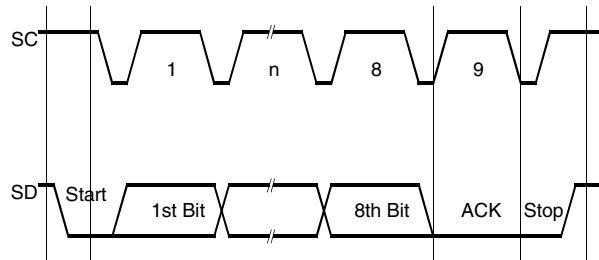 SC
1 n 8 9
SD
Start 1st Bit 8th Bit ACK Stop